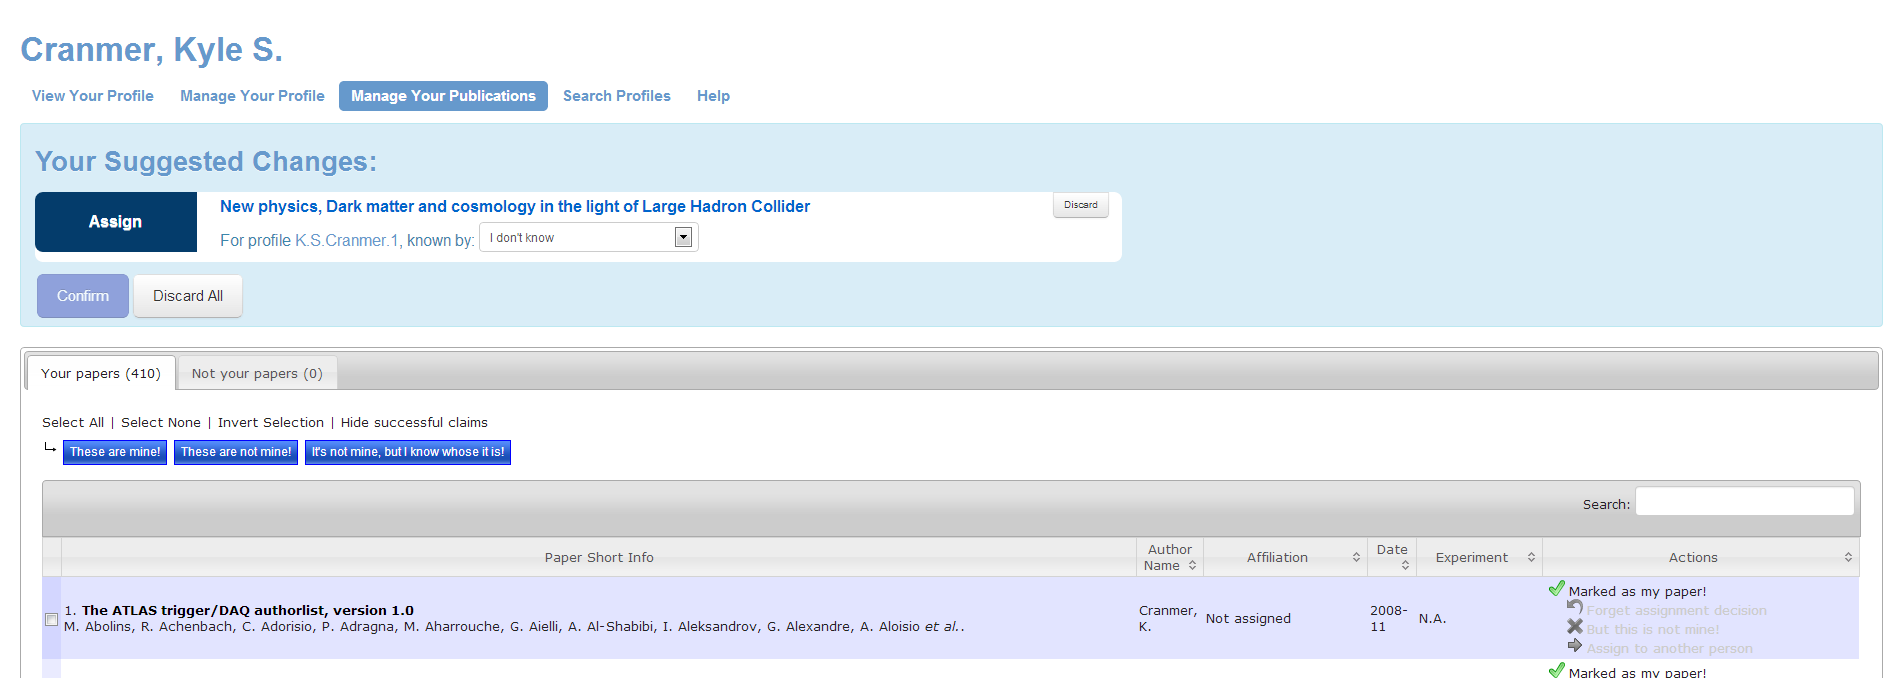 Cranmer, Kyle S.
View Your Profile Manage Your Profile Manage Your Publications Search Profiles Help
Your Suggested Changes:
Assign
New physics, Dark matter and cosmology in the light of Large Hadron Collider
Discard
For profile K.S.Cranmer.1, known by: I don't know
Confirm Discard All
Your papers (410) Not your papers (0)
Select All | Select None | Invert Selection | Hide successful claims
These are mine! These are not mine! It's not mine, but I know whose it is!
Search:
Paper Short Info Author Name Affiliation Date Experiment Actions
1. The ATLAS trigger/DAQ authorlist, version 1.0
M. Abolins, R. Achenbach, C. Adorisio, P. Adragna, M. Aharrouche, G. Aielli, A. Al-Shabibi, I. Aleksandrov, G. Alexandre, A. Aloisio et al..
Cranmer, K.
Not assigned
2008-11
N.A.
Marked as my paper!
Forget assignment decision
But this is not mine!
Assign to another person
Marked as my paper!